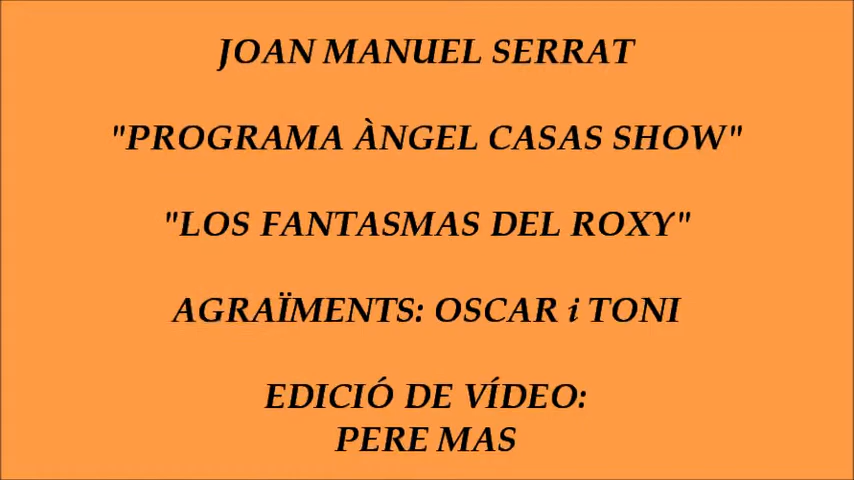 JOAN MANUEL SERRAT
"PROGRAMA ÀNGEL CASAS SHOW"
"LOS FANTASMAS DEL ROXY"
AGRAÏMENTS: OSCAR i TONI
EDICIÓ DE VÍDEO:
PERE MAS